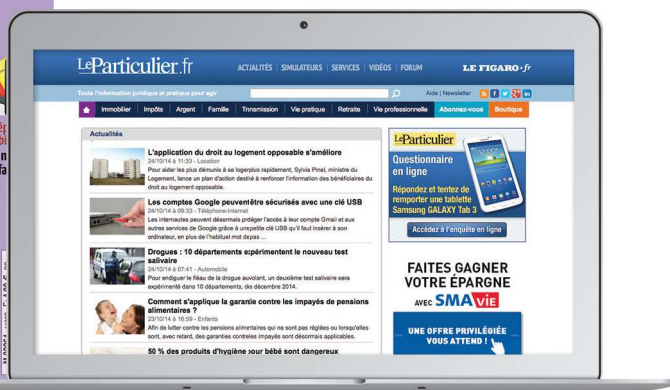 LeParticulier.fr
ACTUALITÉS | SIMULATEURS | SERVICES | VIDÉOS | FORUM
LE FIGARO·fr
Toute l'information juridique et pratique pour agir
Aide | Newsletter
Immobilier Impôts Argent Famille Transmission Vie pratique Retraite Vie professionnelle Abonnez-vous Boutique
Actualités
L'application du droit au logement opposable s'améliore
24/10/14 à 11:33 - Location
Pour aider les plus démunis à se loger plus rapidement, Sylvia Pinel, ministre du
Logement, lance un plan d'action destiné à renforcer l'information des bénéficiaires du
droit au logement opposable.
Les comptes Google peuvent être sécurisés avec une clé USB
24/10/14 à 09:33 - Téléphone-Internet
Les internautes peuvent désormais protéger l'accès à leur compte Gmail et aux
autres services de Google grâce à une petite clé USB qu'il faut insérer à son
ordinateur, en plus de l'habituel mot de pas ...
Drogues : 10 départements expérimentent le nouveau test
salivaire
24/10/14 à 07:41 - Automobile
Pour endiguer le fléau de la drogue au volant, un deuxième test salivaire sera
expérimenté dans 10 départements, dis décembre 2014.
Comment s'applique la garantie contre les impayés de pensions
alimentaires ?
23/10/14 à 16:59 - Enfants
Afin de lutter contre les pensions alimentaires qui ne sont pas réglées ou lorsqu'elles
sont, avec retard, des garanties contre les impayés sont désormais applicables.
50 % des produits d'hygiène pour bébé sont dangereux
LeParticulier
Questionnaire
en ligne
Répondez et tentez de
remporter une tablette
Samsung GALAXY Tab 3
Accédez à l'enquête en ligne
FAITES GAGNER
VOTRE ÉPARGNE
AVEC SMAVIE
UNE OFFRE PRIVILÉGIÉE
VOUS ATTEND !